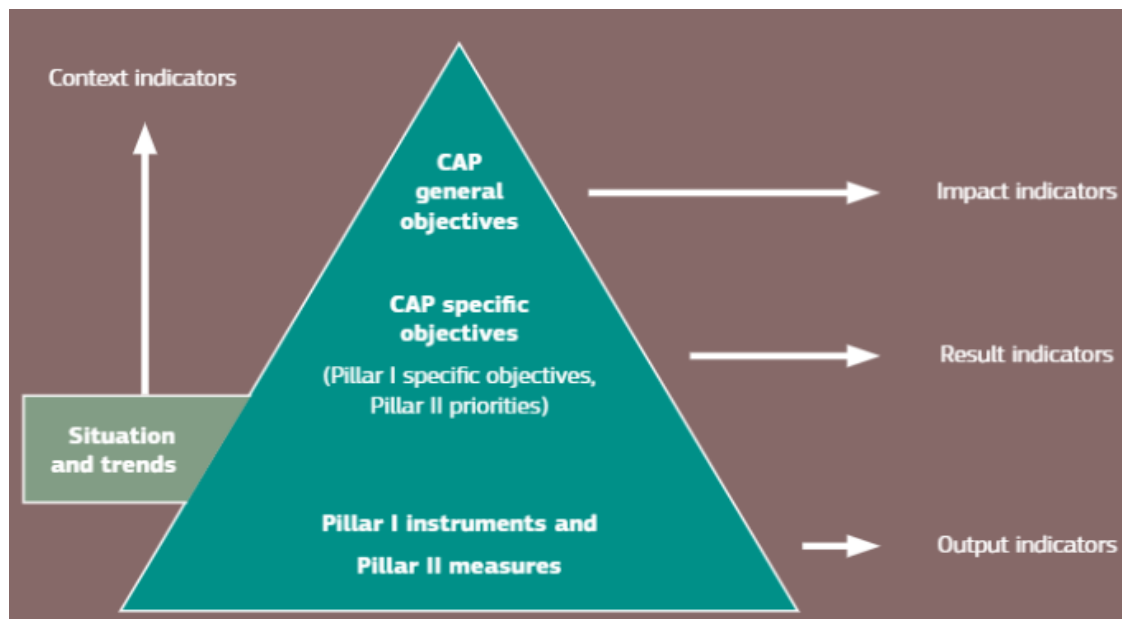 Context indicators
CAP
general
objectives
Impact indicators
CAP specific
objectives
(Pillar I specific objectives,
Pillar II priorities)
Result indicators
Situation
and trends
Pillar I instruments and
Pillar II measures
Output indicators